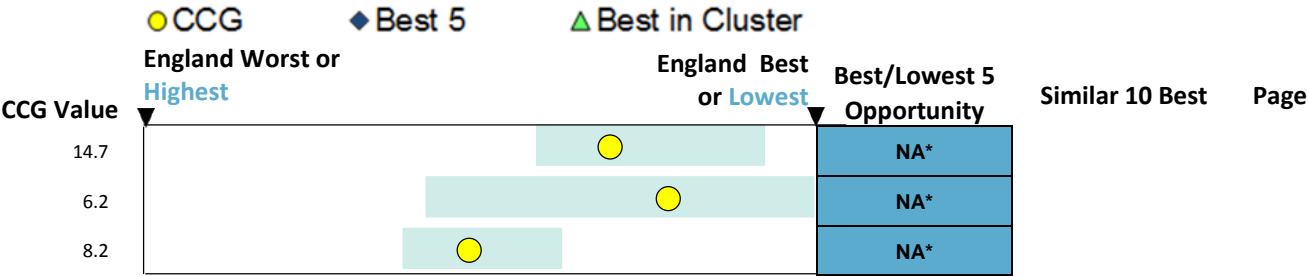 CCG Best 5 Best in Cluster
England Worst or
Highest
England Best
or Lowest
Best/Lowest 5
Opportunity
CCG Value
Similar 10 Best
Page
14.7 NA*
6.2 NA*
8.2 NA*